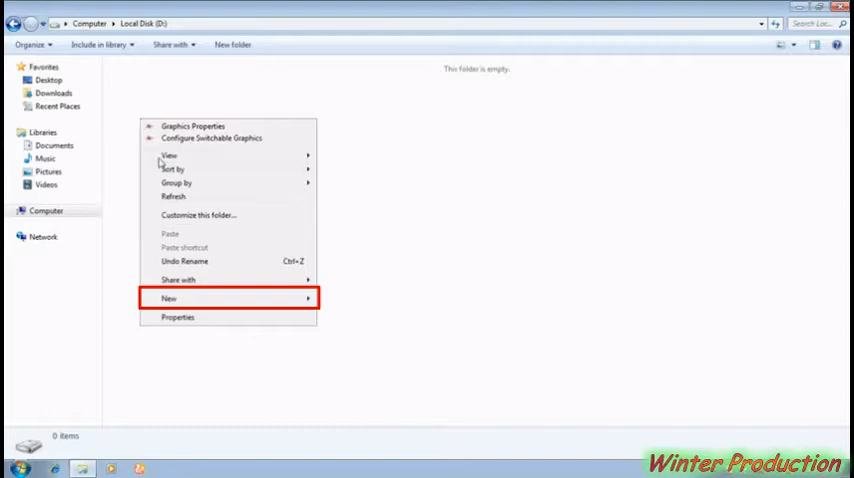 Computer Local Disk (D:)
Search Loc...
Organize Include in library Share with New folder
Favorites
Desktop
Downloads
Recent Places
Libraries
Documents
Music
Pictures
Videos
Computer
Network
This folder is empty.
Graphics Properties
Configure Switchable Graphics
View
Sort by
Group by
Refresh
Customize this folder...
Paste
Paste shortcut
Undo Rename Ctrl+Z
Share with
New
Properties
0 items
Winter Production